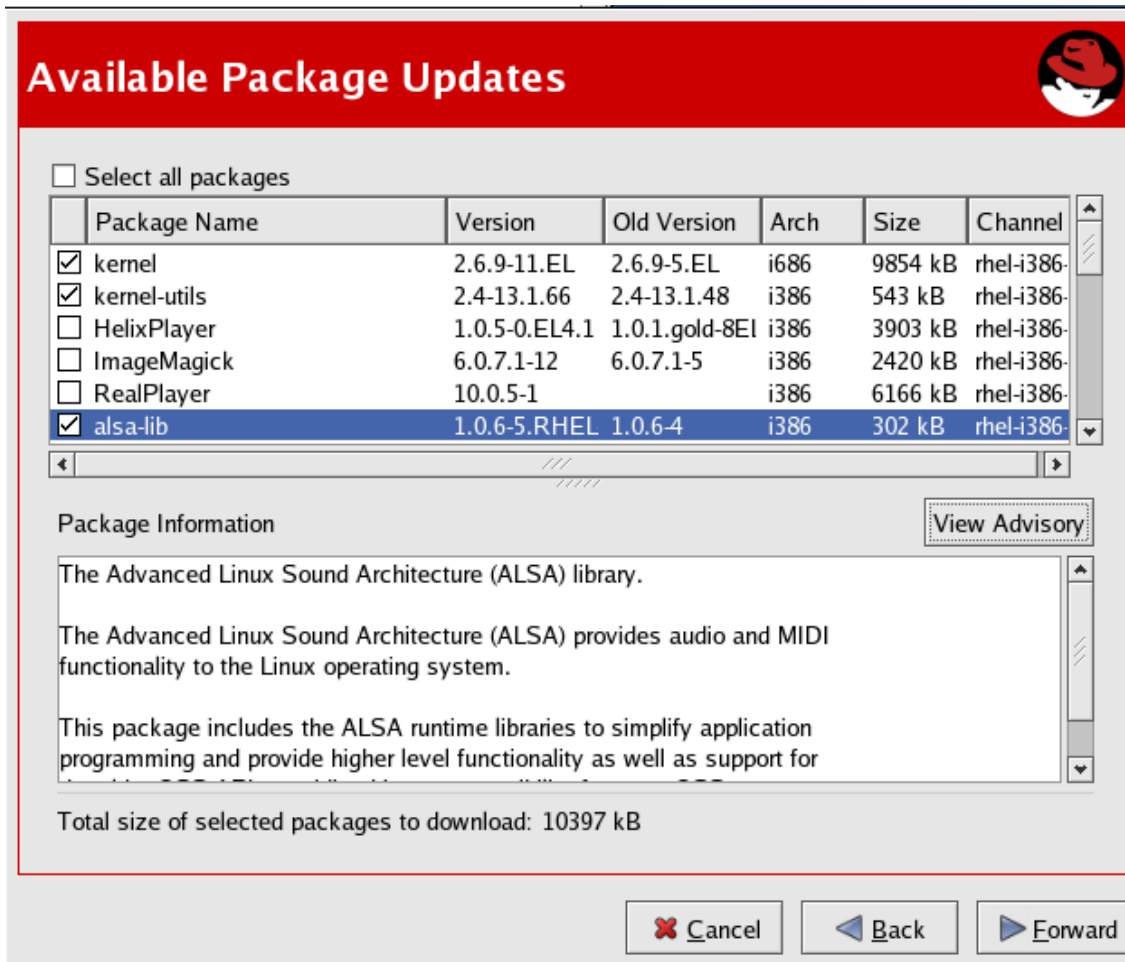 Available Package Updates
Select all packages
Package Name Version Old Version Arch Size Channel
kernel 2.6.9-11.EL 2.6.9-5.EL i686 9854 kB rhel-i386-
kernel-utils 2.4-13.1.66 2.4-13.1.48 i386 543 kB rhel-i386-
HelixPlayer 1.0.5-0.EL4.1 1.0.1.gold-8EL i386 3903 kB rhel-i386-
ImageMagick 6.0.7.1-12 6.0.7.1-5 i386 2420 kB rhel-i386-
RealPlayer 10.0.5-1 i386 6166 kB rhel-i386-
alsa-lib 1.0.6-5.RHEL 1.0.6-4 i386 302 kB rhel-i386-
Package Information
View Advisory
The Advanced Linux Sound Architecture (ALSA) library.
The Advanced Linux Sound Architecture (ALSA) provides audio and MIDI
functionality to the Linux operating system.
This package includes the ALSA runtime libraries to simplify application
programming and provide higher level functionality as well as support for
Total size of selected packages to download: 10397 kB
Cancel Back Forward